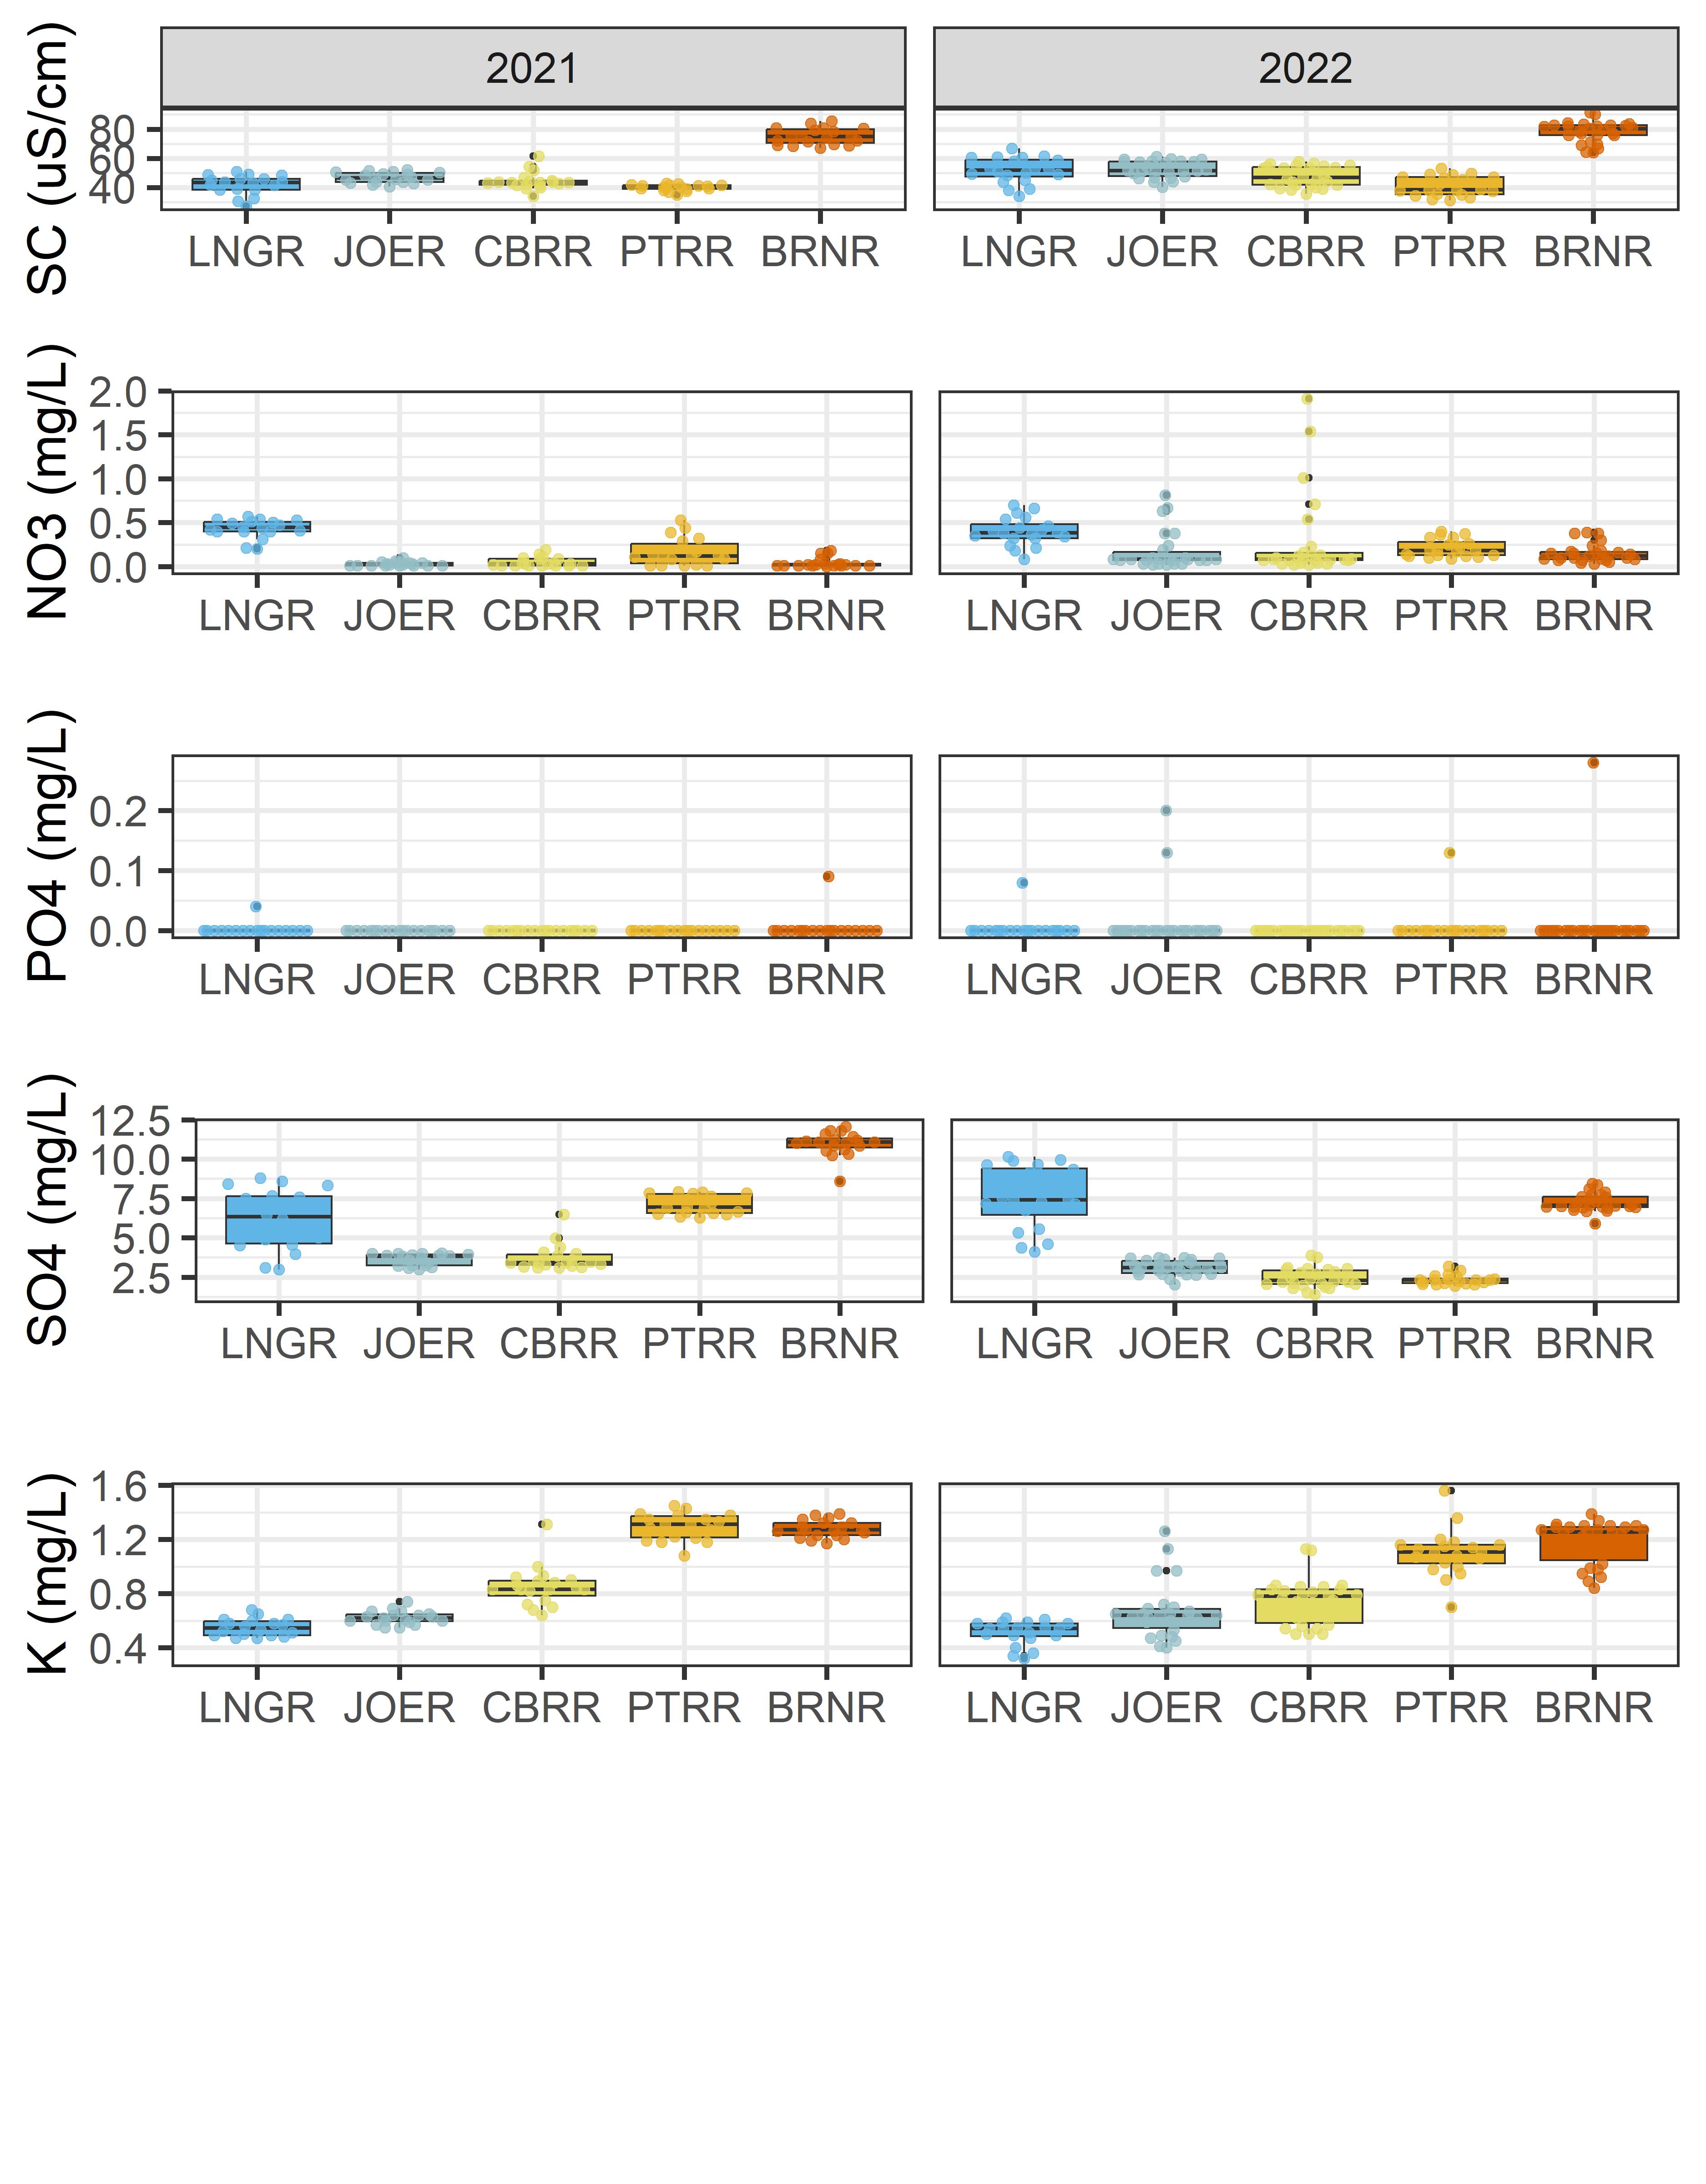 2021 2022
SC (uS/cm)
80
60
40
LNGR JOER CBRR PTRR BRNR LNGR JOER CBRR PTRR BRNR
NO3 (mg/L)
2.0
1.5
1.0
0.5
0.0
LNGR JOER CBRR PTRR BRNR LNGR JOER CBRR PTRR BRNR
PO4 (mg/L)
0.2
0.1
0.0
LNGR JOER CBRR PTRR BRNR LNGR JOER CBRR PTRR BRNR
SO4 (mg/L)
12.5
10.0
7.5
5.0
2.5
LNGR JOER CBRR PTRR BRNR LNGR JOER CBRR PTRR BRNR
K (mg/L)
1.6
1.2
0.8
0.4
LNGR JOER CBRR PTRR BRNR LNGR JOER CBRR PTRR BRNR